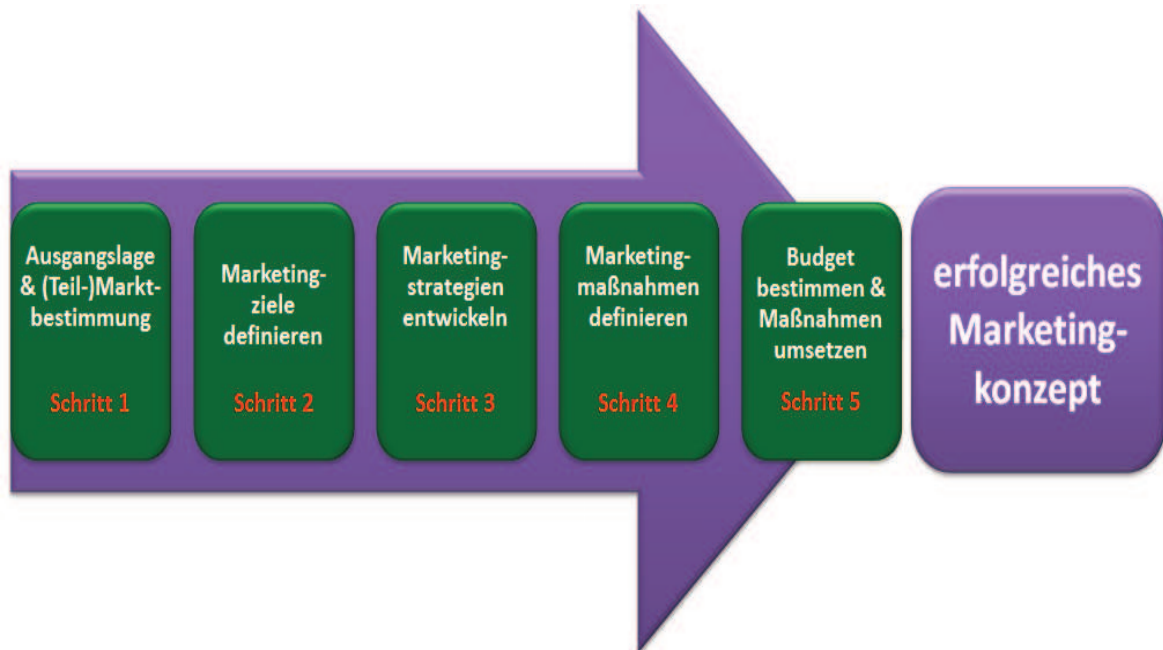 Ausgangslage
& (Teil-)Markt-
bestimmung
Schritt 1
Marketing-
ziele
definieren
Schritt 2
Marketing-
strategien
entwickeln
Schritt 3
Marketing-
maßnahmen
definieren
Schritt 4
Budget
bestimmen &
Maßnahmen
umsetzen
Schritt 5
erfolgreiches
Marketing-
konzept